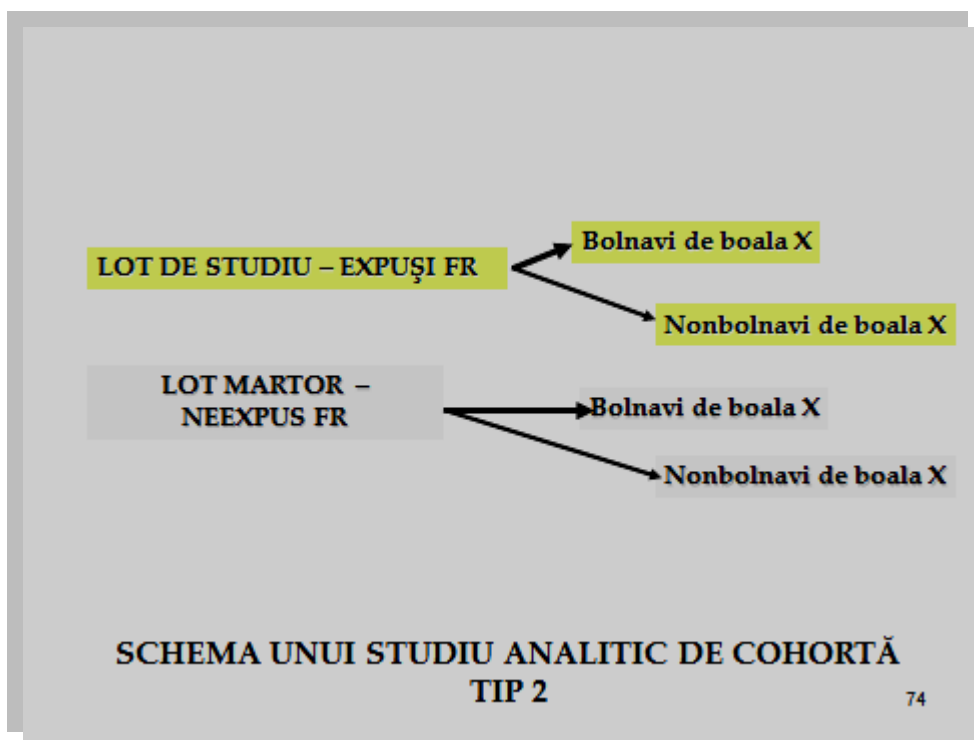 LOT DE STUDIU – EXPUŞI FR
Bolnavi de boala X
Nonbolnavi de boala X
LOT MARTOR –
NEEXPUS FR
Bolnavi de boala X
Nonbolnavi de boala X
SCHEMA UNUI STUDIU ANALITIC DE COHORTĂ
TIP 2
74